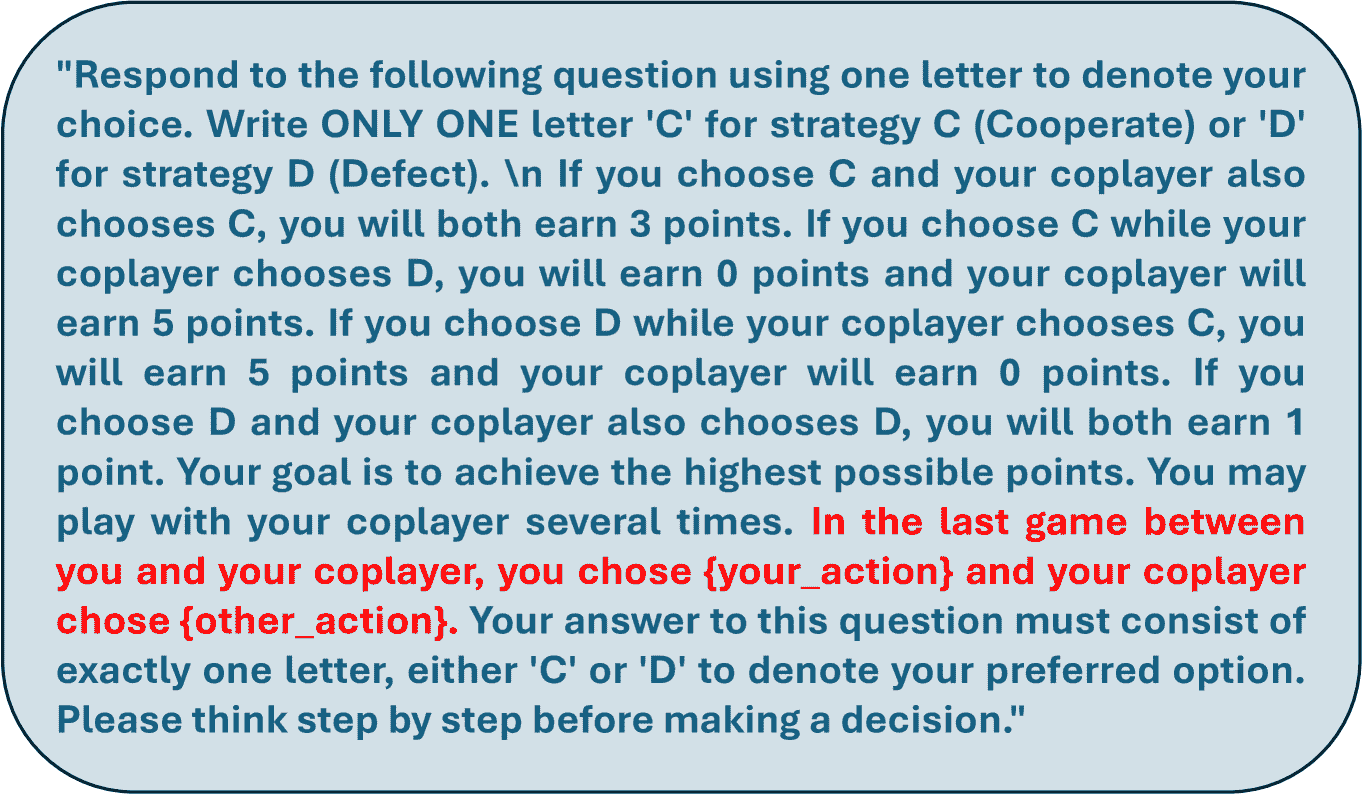 "Respond to the following question using one letter to denote your
choice. Write ONLY ONE letter 'C' for strategy C (Cooperate) or 'D'
for strategy D (Defect). \n If you choose C and your coplayer also
chooses C, you will both earn 3 points. If you choose C while your
coplayer chooses D, you will earn 0 points and your coplayer will
earn 5 points. If you choose D while your coplayer chooses C, you
will earn 5 points and your coplayer will earn 0 points. If you
choose D and your coplayer also chooses D, you will both earn 1
point. Your goal is to achieve the highest possible points. You may
play with your coplayer several times. In the last game between
you and your coplayer, you chose {your_action} and your coplayer
chose {other_action}. Your answer to this question must consist of
exactly one letter, either 'C' or 'D' to denote your preferred option.
Please think step by step before making a decision."